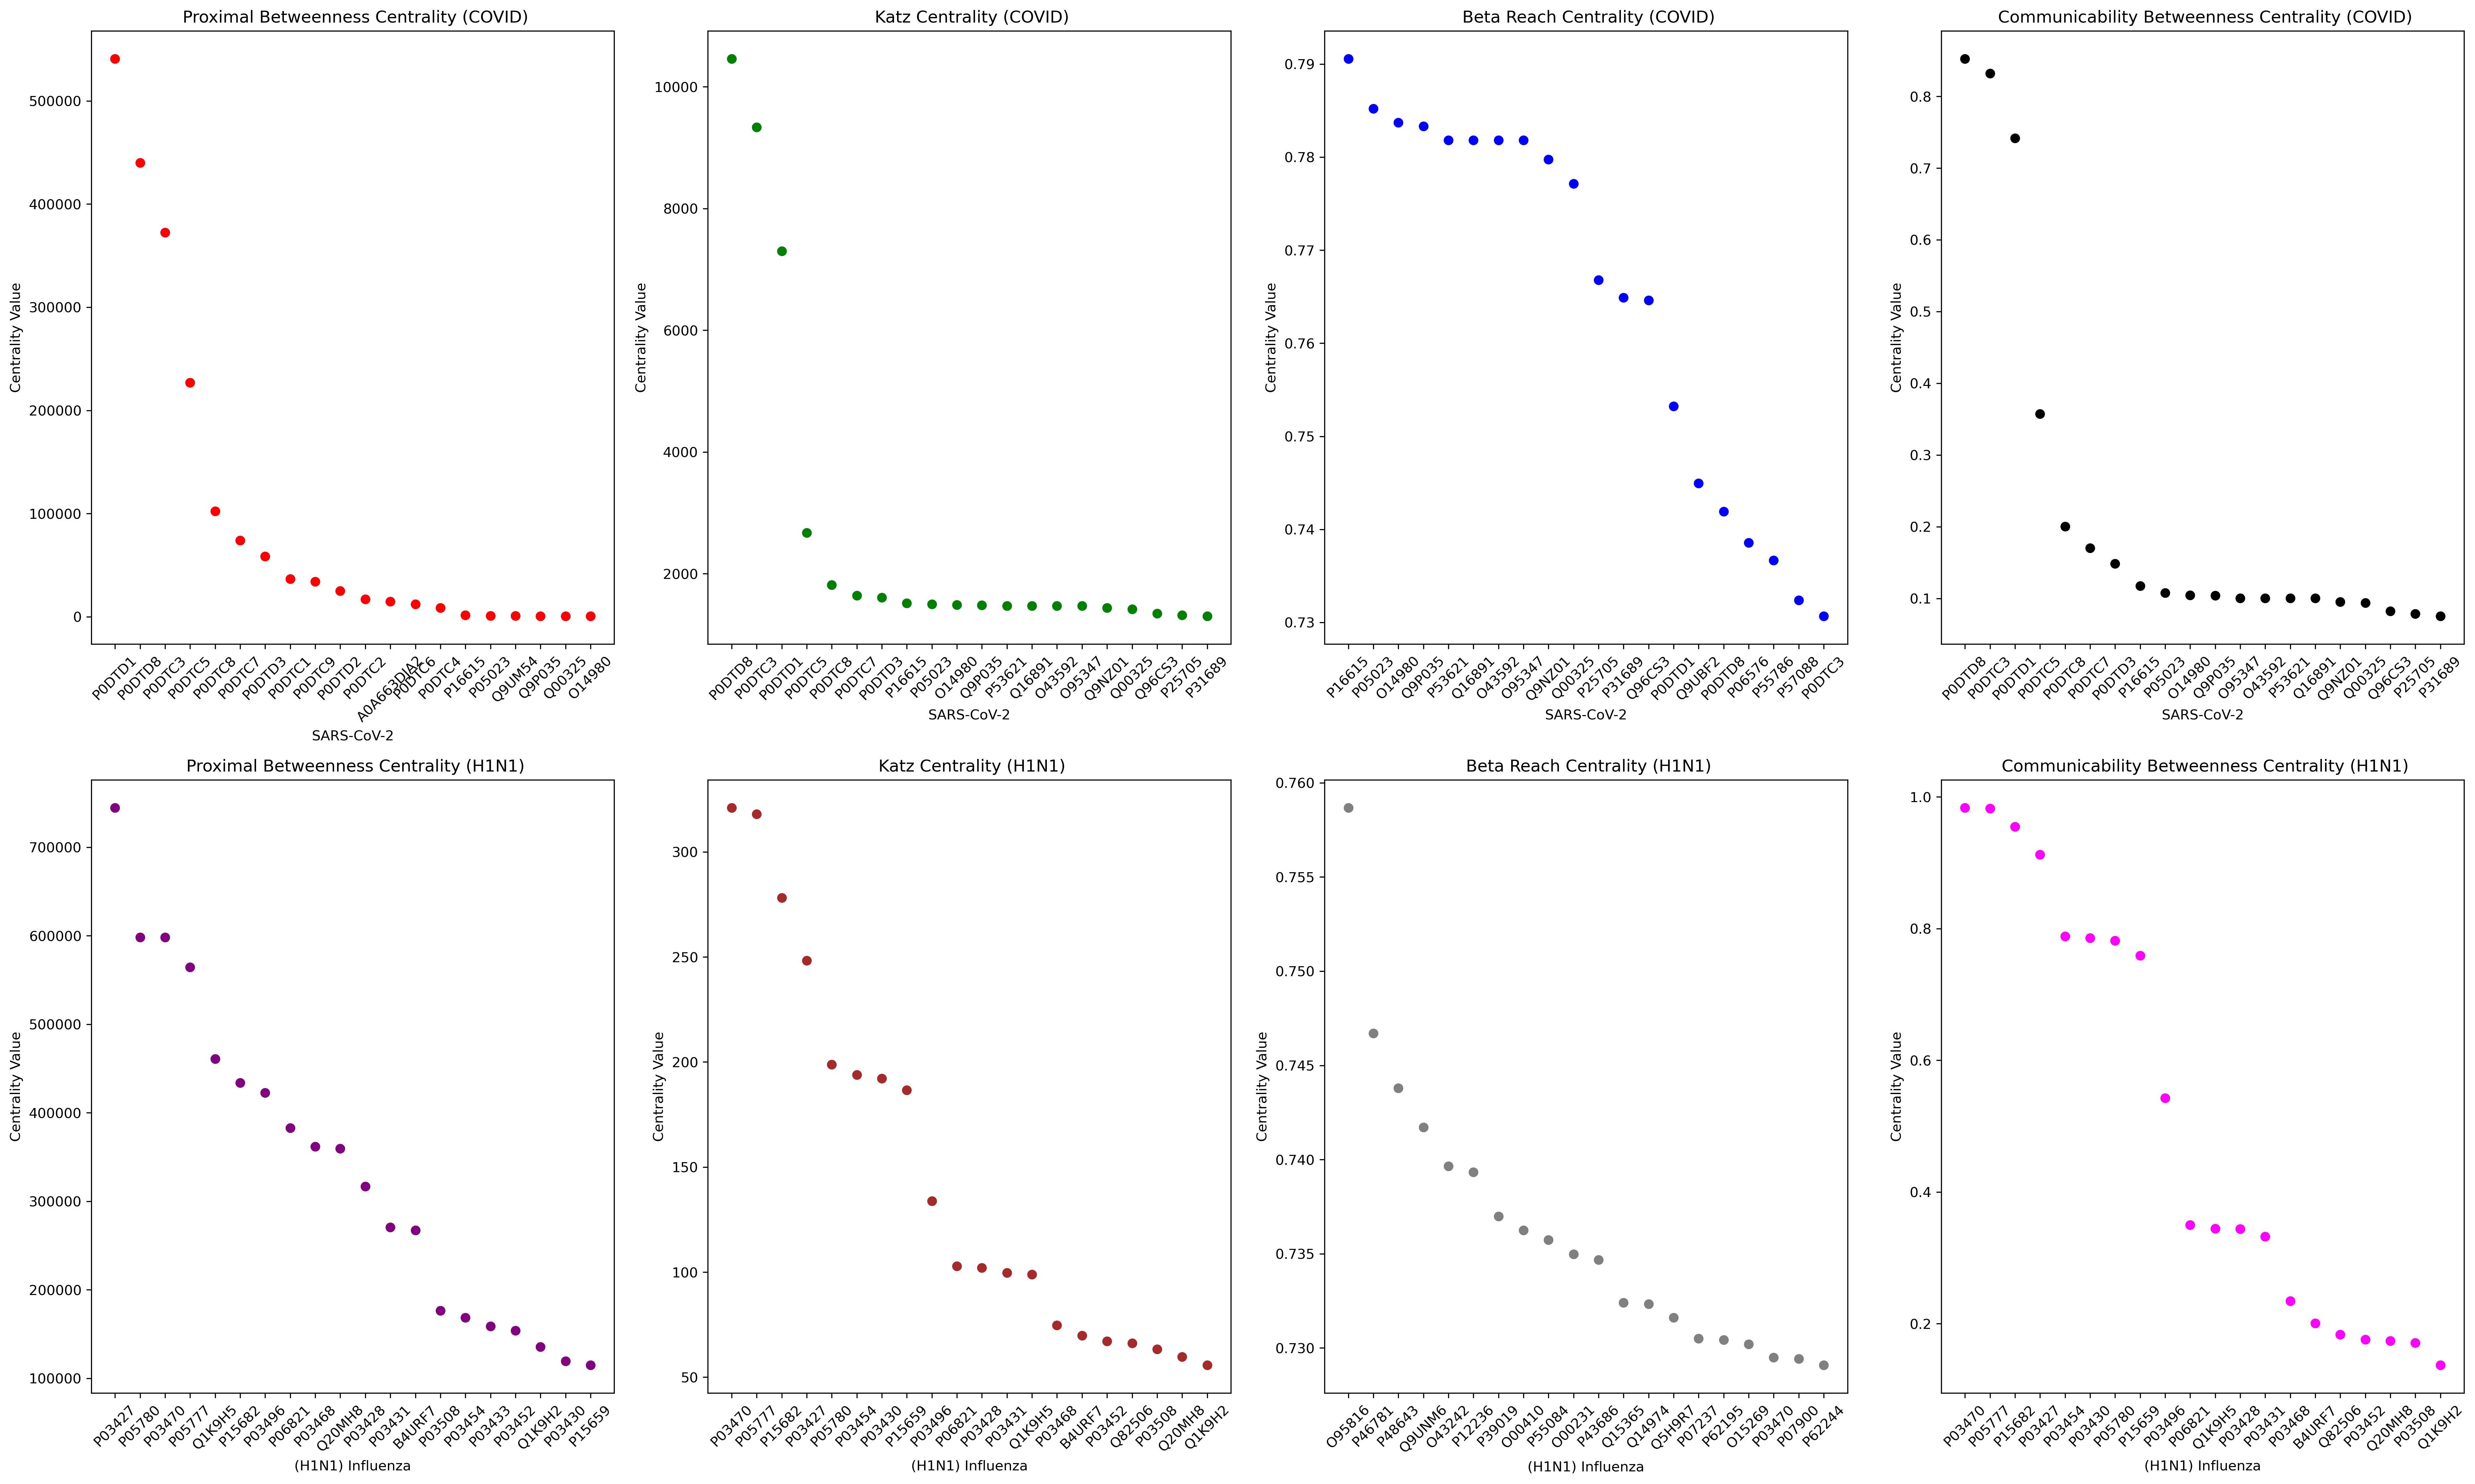 Proximal Betweenness Centrality (COVID)
Centrality Value
500000
400000
300000
200000
100000
0
P0DTD1 P0DTD8 P0DTC3 P0DTC5 P0DTC8 P0DTC7 P0DTD3 P0DTC1 P0DTC9 P0DTD2 P0DTC2 A0A663DJA2 P0DTC6 P0DTC4 P16615 P05023 Q9UM54 Q9P035 Q00325 O14980
SARS-CoV-2
Katz Centrality (COVID)
Centrality Value
10000
8000
6000
4000
2000
P0DTD8 P0DTC3 P0DTD1 P0DTC5 P0DTC8 P0DTC7 P0DTD3 P16615 P05023 O14980 Q9P035 P53621 Q16891 O43592 O95347 Q9NZ01 Q00325 Q96CS3 P25705 P31689
SARS-CoV-2
Beta Reach Centrality (COVID)
Centrality Value
0.79
0.78
0.77
0.76
0.75
0.74
0.73
P16615 P05023 O14980 Q9P035 P53621 Q16891 O43592 O95347 Q9NZ01 Q00325 P25705 P31689 Q96CS3 P0DTD1 Q9UBF2 P0DTD8 P06576 P55786 P57088 P0DTC3
SARS-CoV-2
Communicability Betweenness Centrality (COVID)
Centrality Value
0.8
0.7
0.6
0.5
0.4
0.3
0.2
0.1
P0DTD8 P0DTC3 P0DTD1 P0DTC5 P0DTC8 P0DTC7 P0DTD3 P16615 P05023 O14980 Q9P035 O95347 O43592 P53621 Q16891 Q9NZ01 Q00325 Q96CS3 P25705 P31689
SARS-CoV-2
Proximal Betweenness Centrality (H1N1)
Centrality Value
700000
600000
500000
400000
300000
200000
100000
P03427 P05780 P03470 P05777 Q1K9H5 P15682 P03496 P06821 P03468 Q20MH8 P03428 P03431 B4URF7 P03508 P03454 P03433 P03452 Q1K9H2 P03430 P15659
(H1N1) Influenza
Katz Centrality (H1N1)
Centrality Value
300
250
200
150
100
50
P03470 P05777 P15682 P03427 P05780 P03454 P03430 P15659 P03496 P06821 P03428 P03431 Q1K9H5 P03468 B4URF7 P03452 Q82506 P03508 Q20MH8 Q1K9H2
(H1N1) Influenza
Beta Reach Centrality (H1N1)
Centrality Value
0.760
0.755
0.750
0.745
0.740
0.735
0.730
O95816 P46781 P48643 Q9UNM6 O43242 P12236 P39019 O00410 P55084 O00231 P43686 Q15365 Q14974 Q5H9R7 P07237 P62195 O15269 P03470 P07900 P62244
(H1N1) Influenza
Communicability Betweenness Centrality (H1N1)
Centrality Value
1.0
0.8
0.6
0.4
0.2
P03470 P05777 P15682 P03427 P03454 P03430 P05780 P15659 P03496 P06821 Q1K9H5 P03428 P03431 P03468 B4URF7 Q82506 P03452 Q20MH8 P03508 Q1K9H2
(H1N1) Influenza